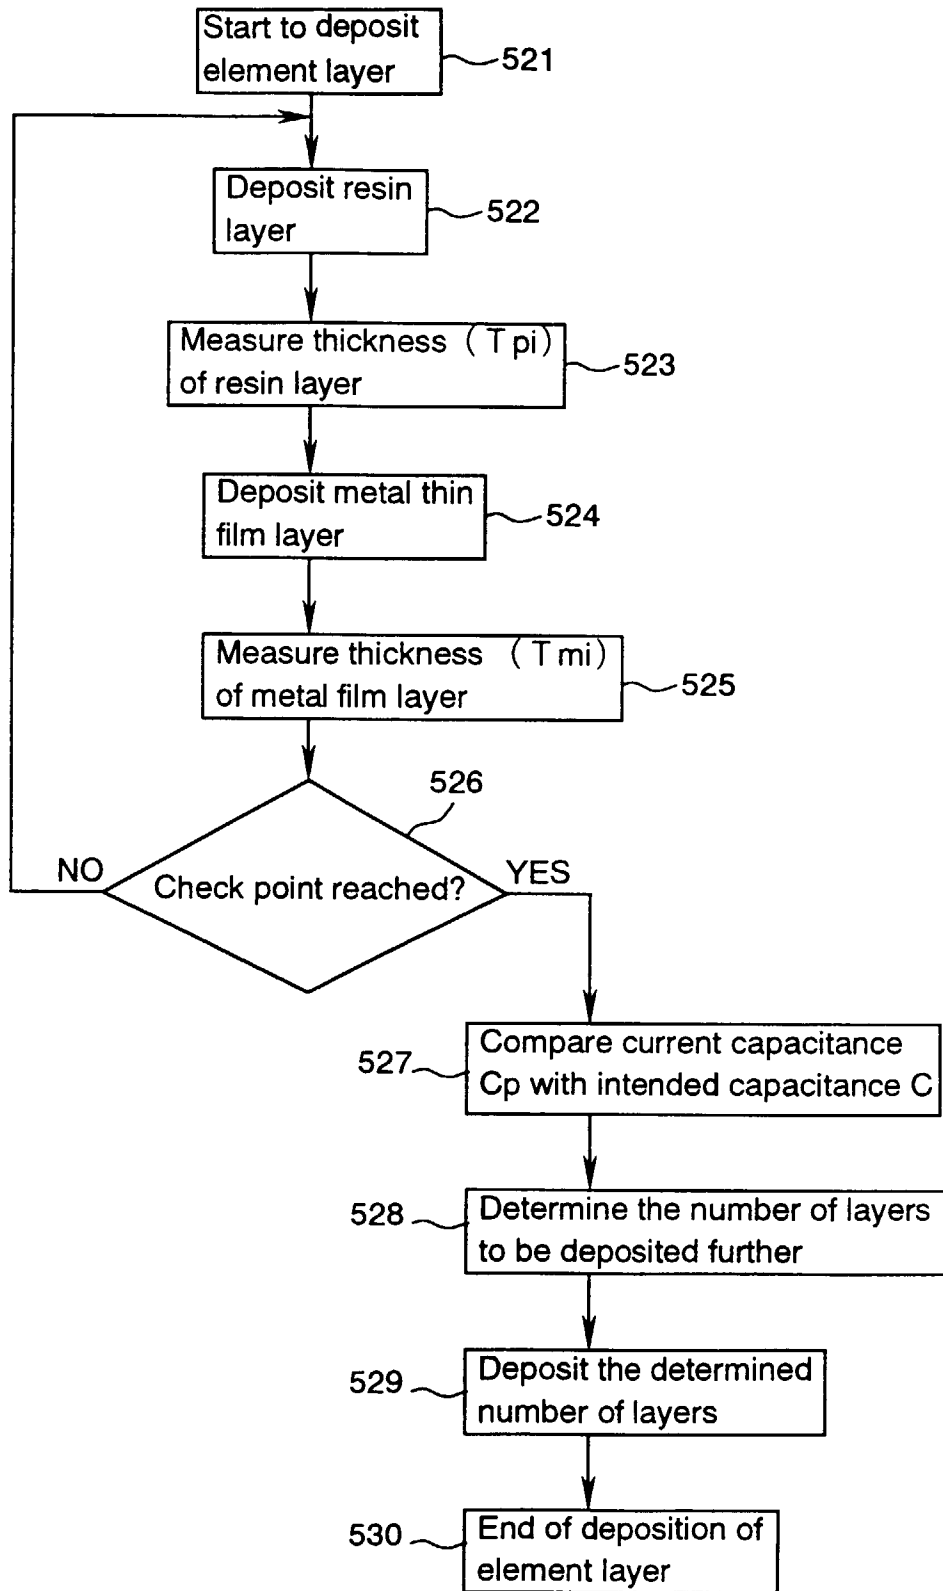 Start to deposit
element layer
521
Deposit resin
layer
522
Measure thickness (Tpi)
of resin layer
523
Deposit metal thin
film layer
524
Measure thickness (Tmi)
of metal film layer
525
526
NO
Check point reached?
YES
527
Compare current capacitance
Cp with intended capacitance C
528
Determine the number of layers
to be deposited further
529
Deposit the determined
number of layers
530
End of deposition of
element layer